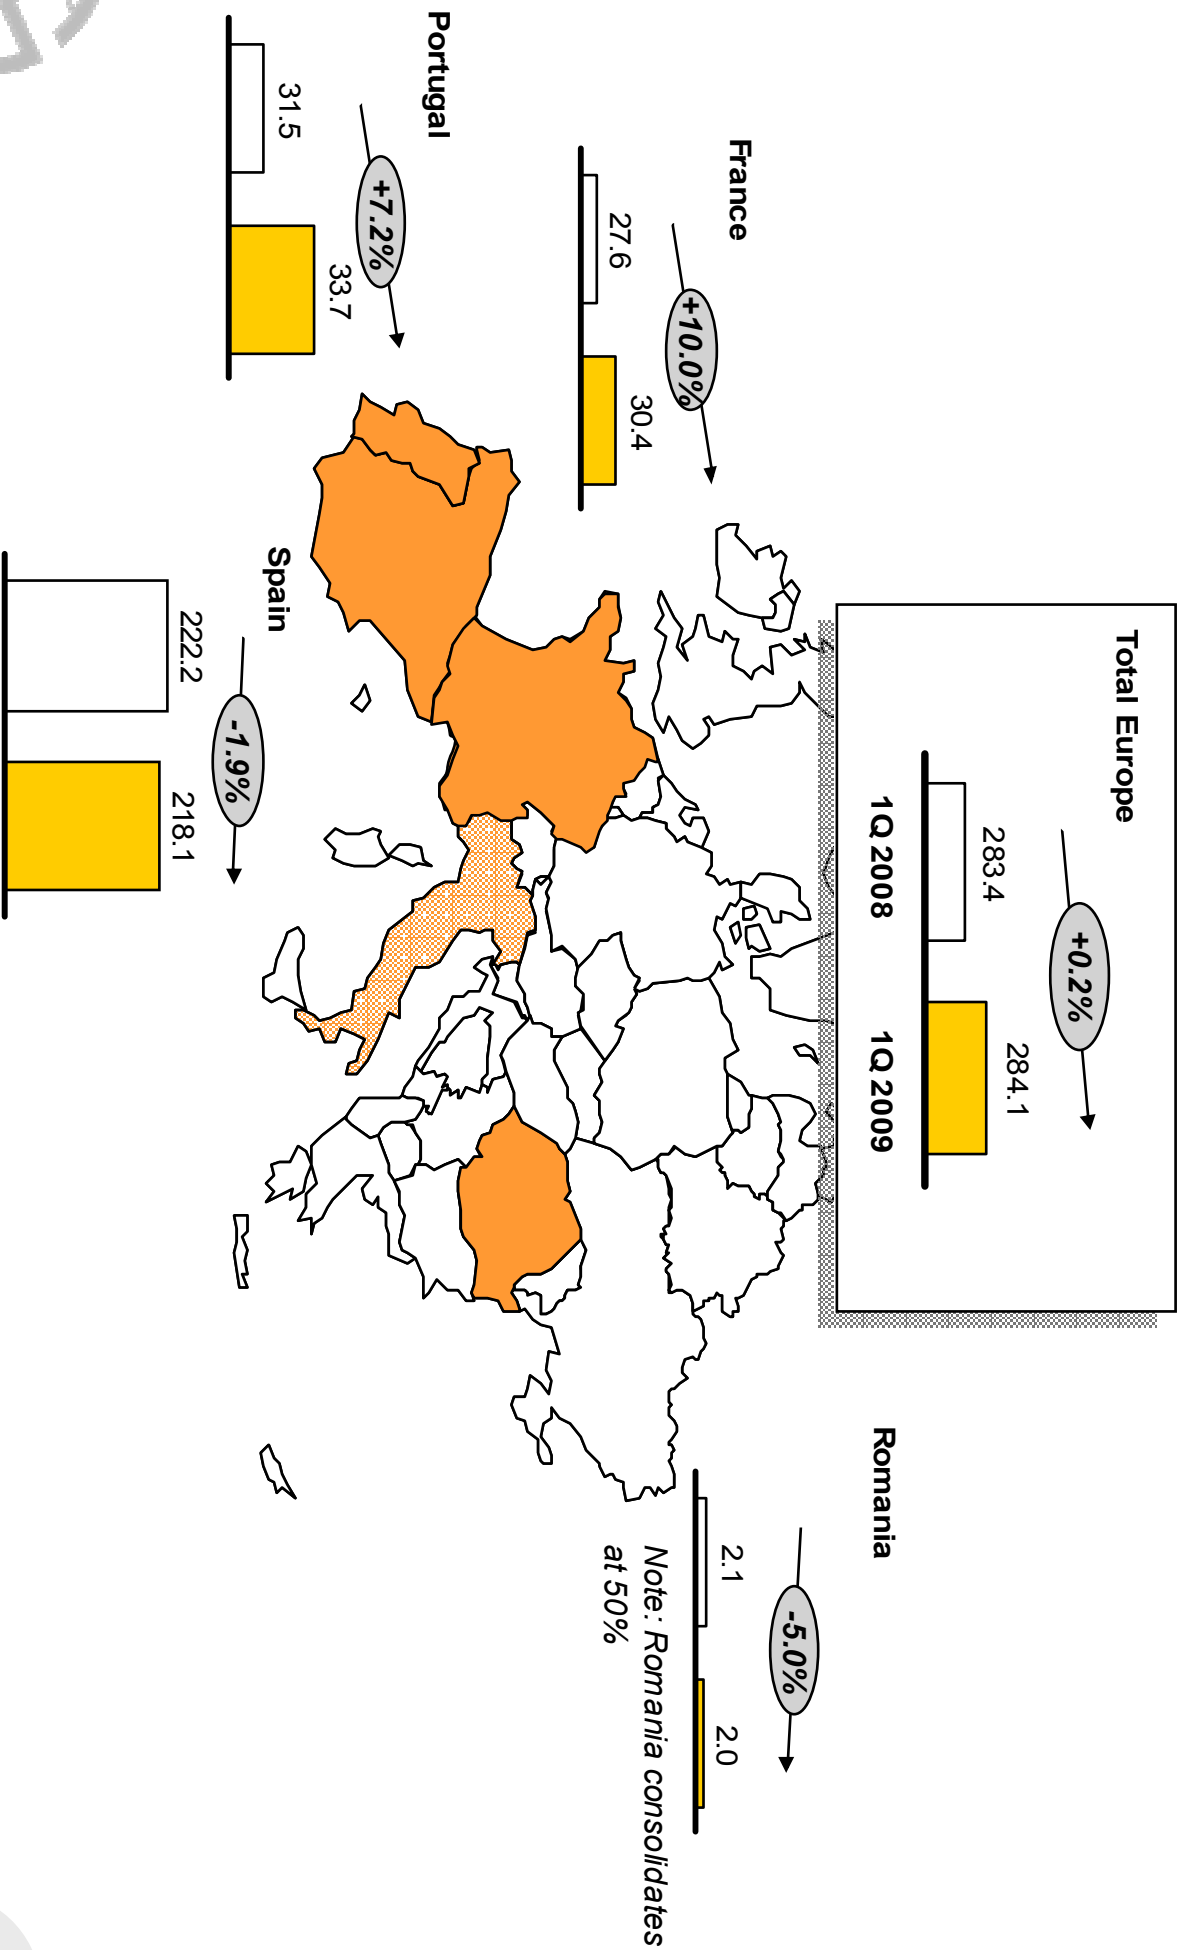 Total Europe
+0.2%
283.4
284.1
1Q 2008
1Q 2009
Romania
-5.0%
2.1
2.0
Note: Romania consolidates
at 50%
France
+10.0%
27.6
30.4
Portugal
+7.2%
31.5
33.7
Spain
-1.9%
222.2
218.1